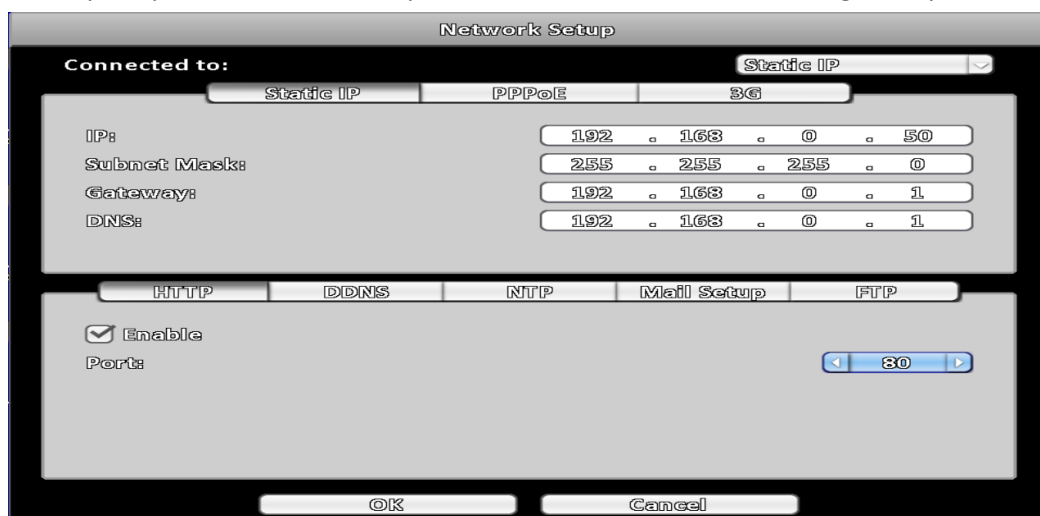 Network Setup
Connected to: Static IP
Static IP PPPoE 3G
IP: 192 . 168 . 0 . 50
Subnet Mask: 255 . 255 . 255 . 0
Gateway: 192 . 168 . 0 . 1
DNS: 192 . 168 . 0 . 1
HTTP DDNS NTP Mail Setup FTP
Enable
Port: 80
OK Cancel